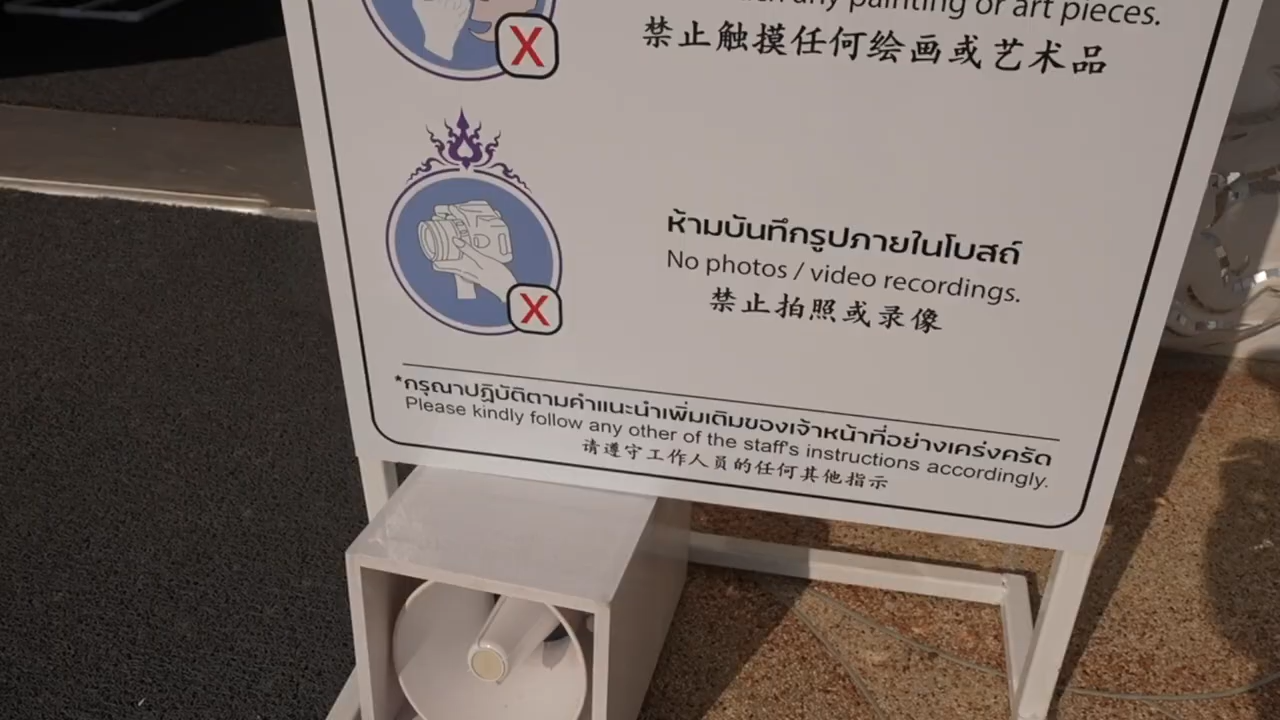 any painting or art pieces.
禁止触摸任何绘画或艺术品
X
ห้ามบันทึกรูปภายในโบสถ์
No photos / video recordings.
禁止拍照或录像
X
*กรุณาปฏิบัติตามคำแนะนำเพิ่มเติมของเจ้าหน้าที่อย่างเคร่งครัด
Please kindly follow any other of the staff's instructions accordingly.
请遵守工作人员的任何其他指示